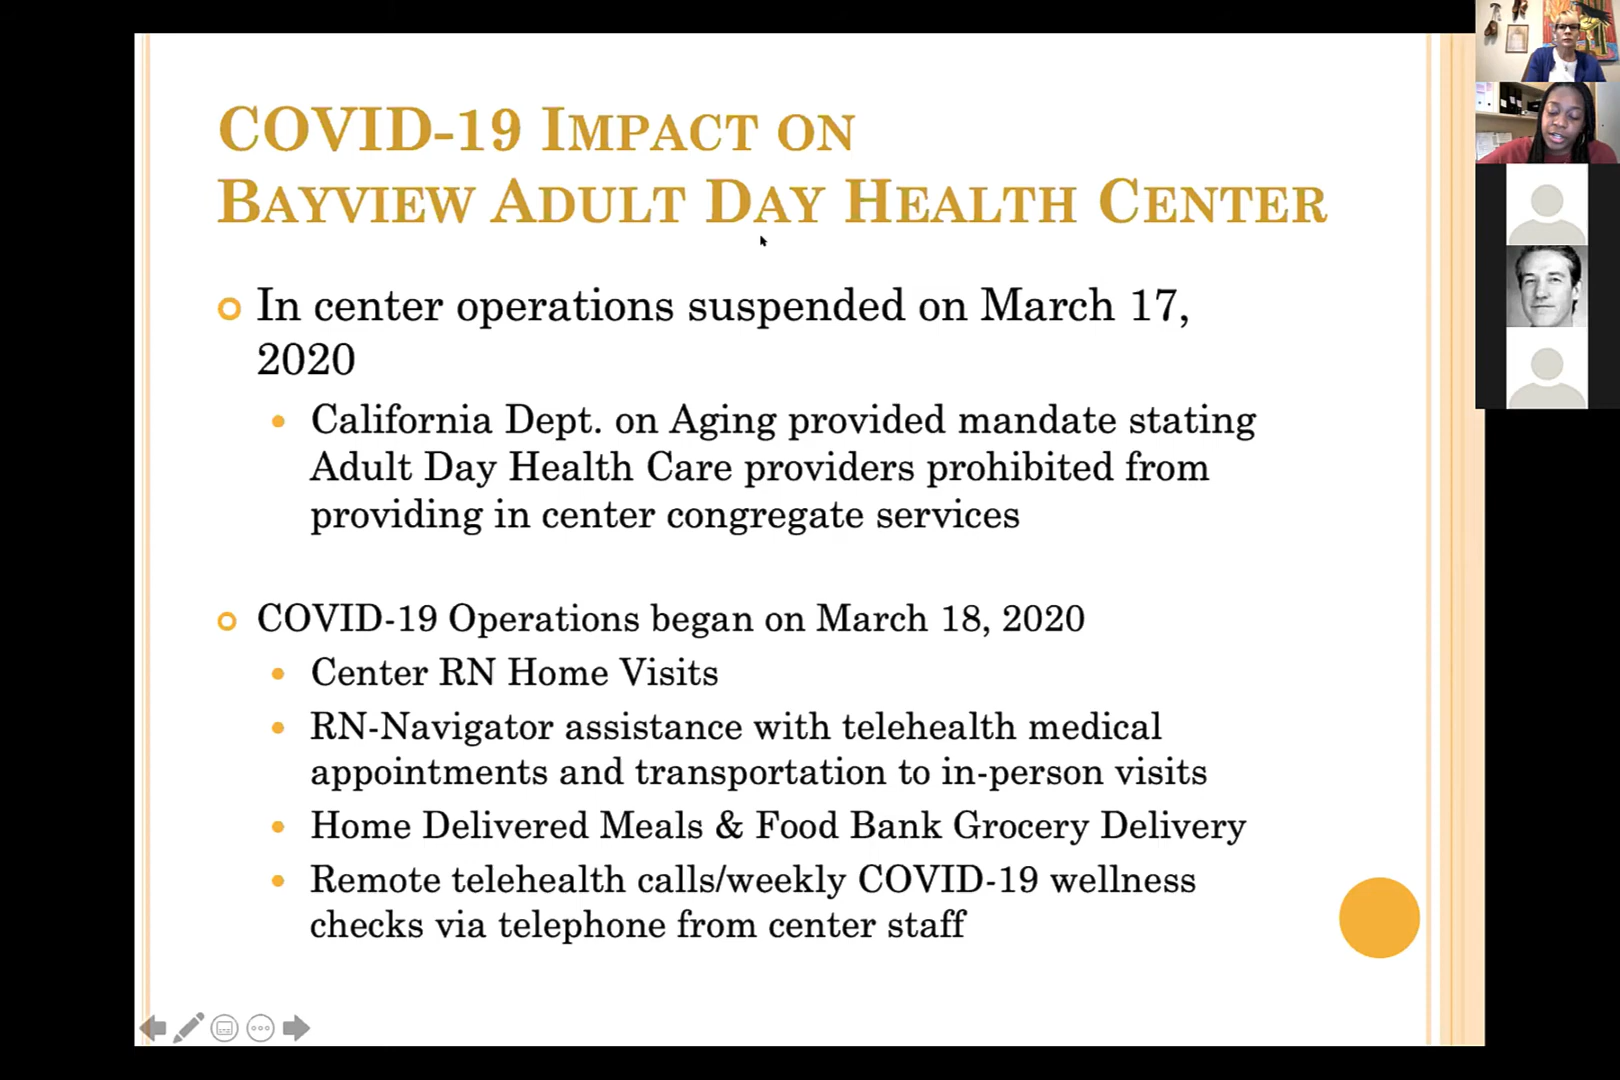 COVID-19 IMPACT ON
BAYVIEW ADULT DAY HEALTH CENTER
In center operations suspended on March 17,
2020
California Dept. on Aging provided mandate stating
Adult Day Health Care providers prohibited from
providing in center congregate services
COVID-19 Operations began on March 18, 2020
Center RN Home Visits
RN-Navigator assistance with telehealth medical
appointments and transportation to in-person visits
Home Delivered Meals & Food Bank Grocery Delivery
Remote telehealth calls/weekly COVID-19 wellness
checks via telephone from center staff